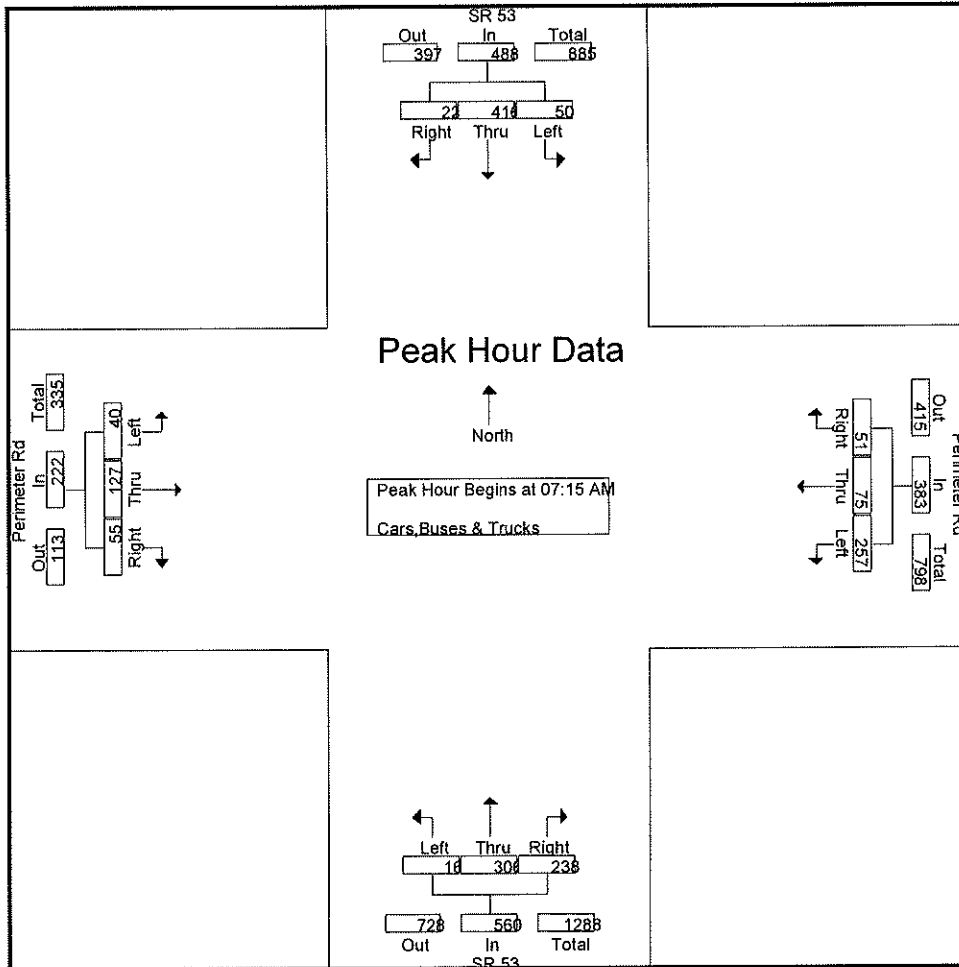 SR 53
Out In Total
397 488 885
22 416 50
Right Thru Left
Peak Hour Data
North
Peak Hour Begins at 07:15 AM
Cars,Buses & Trucks
Perimeter Rd
Out In Total
113 222 335
40 127 55
Left Thru Right
Perimeter Rd
Out In Total
415 383 798
51 75 257
Right Thru Left
Left Thru Right
16 306 238
728 560 1288
Out In Total
SR 53